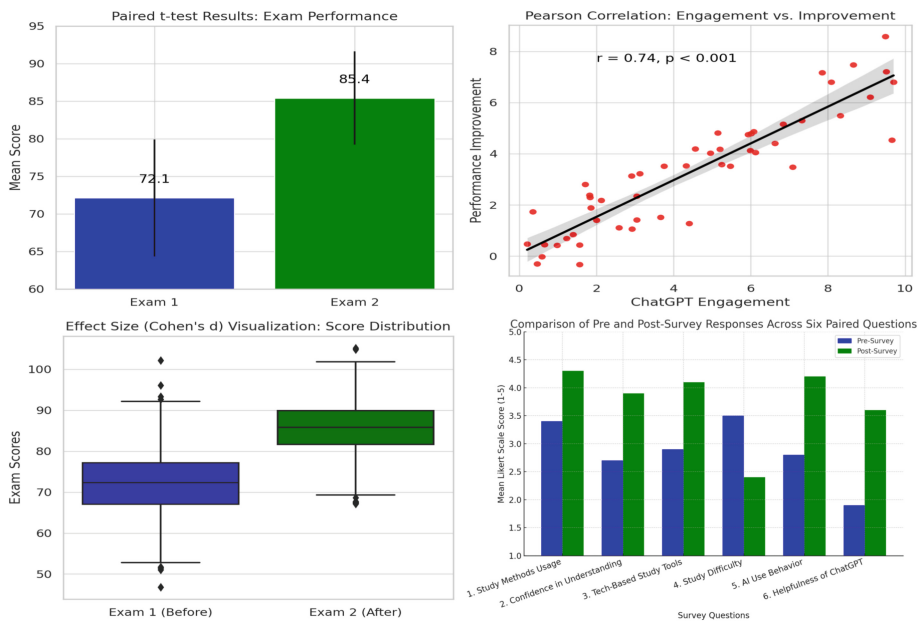 Paired t-test Results: Exam Performance
95
90
85
80
75
70
65
60
Mean Score
72.1
85.4
Exam 1
Exam 2
Pearson Correlation: Engagement vs. Improvement
8
6
4
2
0
Performance Improvement
r = 0.74, p < 0.001
0
2
4
6
8
10
ChatGPT Engagement
Effect Size (Cohen's d) Visualization: Score Distribution
100
90
80
70
60
50
Exam Scores
Exam 1 (Before)
Exam 2 (After)
Comparison of Pre and Post-Survey Responses Across Six Paired Questions
5.0
4.5
4.0
3.5
3.0
2.5
2.0
1.5
1.0
Mean Likert Scale Score (1-5)
Pre-Survey
Post-Survey
1. Study Methods Usage
2. Confidence in Understanding
3. Tech-Based Study Tools
4. Study Difficulty
5. AI Use Behavior
6. Helpfulness of ChatGPT
Survey Questions